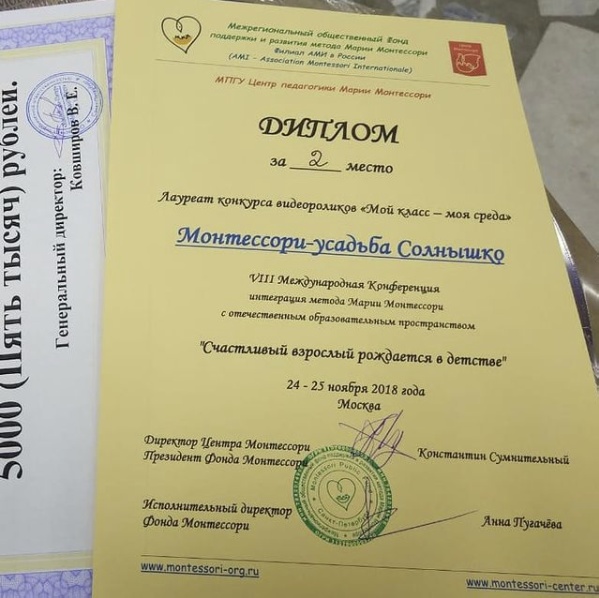 Межрегиональный общественный Фонд
поддержки и развития метода Марии Монтессори
Филиал АМИ в России
(AMI - Association Montessori Internationale)
МПГУ Центр педагогики Марии Монтессори
ДИПЛОМ
за 2 место
Лауреат конкурса видеороликов «Мой класс – моя среда»
Монтессори-усадьба Солнышко
VIII Международная Конференция
интеграция метода Марии Монтессори
с отечественным образовательным пространством
"Счастливый взрослый рождается в детстве"
24 - 25 ноября 2018 года
Москва
Директор Центра Монтессори
Президент Фонда Монтессори
Константин Сумнительный
Исполнительный директор
Фонда Монтессори
Анна Пугачёва
www.montessori-org.ru
www.montessori-center.ru
Montessori Public
Санкт-Петербург
5000 (Пять тысяч) рублей.
Генеральный директор:
Ковширов В. Е.